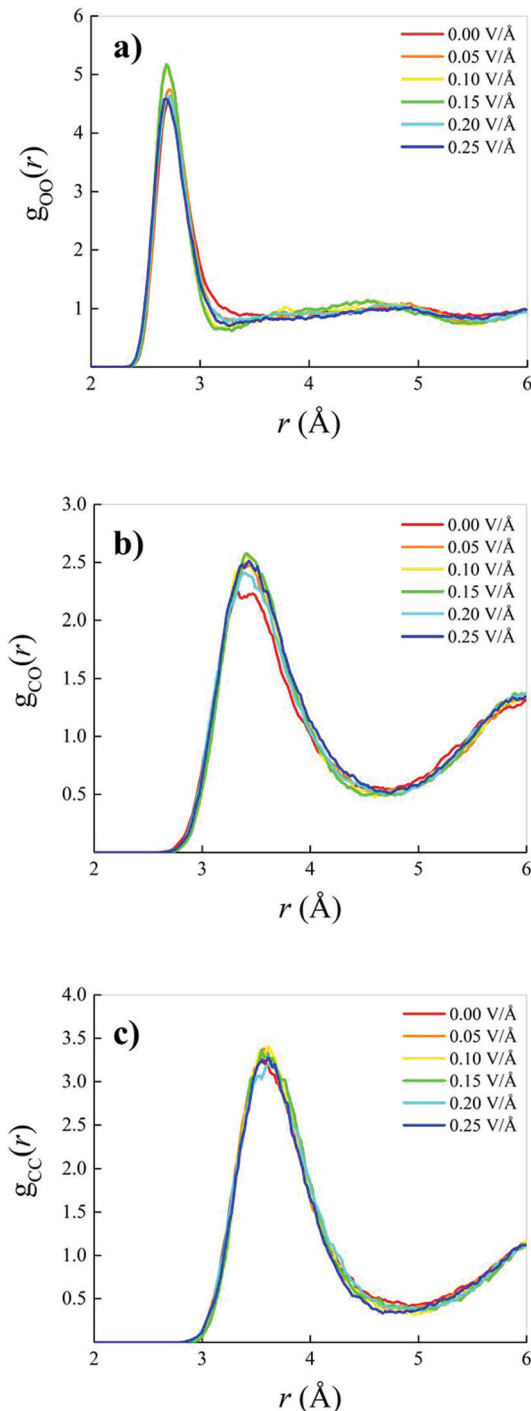 a)
0.00 V/Å
0.05 V/Å
0.10 V/Å
0.15 V/Å
0.20 V/Å
0.25 V/Å
6
5
4
3
2
1
g_OO(r)
2 3 4 5 6
r (Å)
b)
0.00 V/Å
0.05 V/Å
0.10 V/Å
0.15 V/Å
0.20 V/Å
0.25 V/Å
3.0
2.5
2.0
1.5
1.0
0.5
g_CO(r)
2 3 4 5 6
r (Å)
c)
0.00 V/Å
0.05 V/Å
0.10 V/Å
0.15 V/Å
0.20 V/Å
0.25 V/Å
4.0
3.5
3.0
2.5
2.0
1.5
1.0
0.5
g_CC(r)
2 3 4 5 6
r (Å)